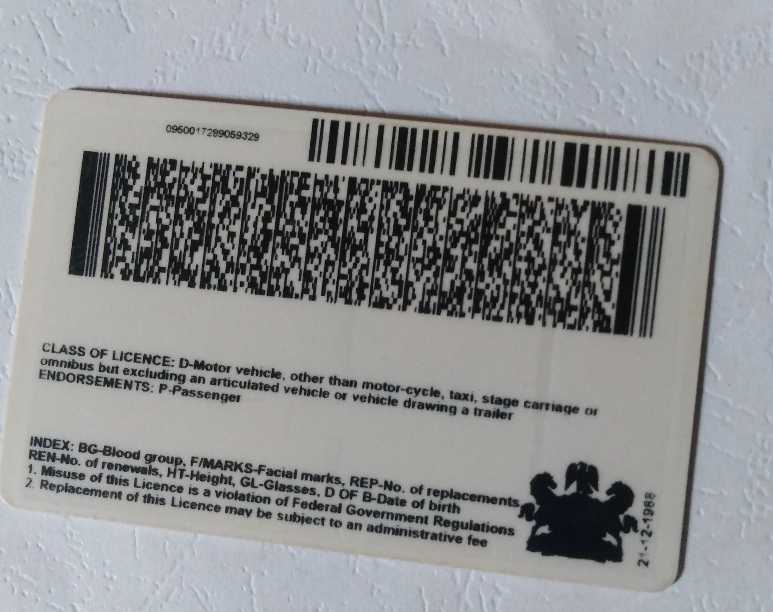 0950017289059329
CLASS OF LICENCE: D-Motor vehicle, other than motor-cycle, taxi, stage carriage or
omnibus but excluding an articulated vehicle or vehicle drawing a trailer
ENDORSEMENTS: P-Passenger
INDEX: BG-Blood group, F/MARKS-Facial marks, REP-No. of replacements
REN-No. of renewals, HT-Height, GL-Glasses, D OF B-Date of birth
1. Misuse of this Licence is a violation of Federal Government Regulations
2. Replacement of this Licence may be subject to an administrative fee
21-12-1988